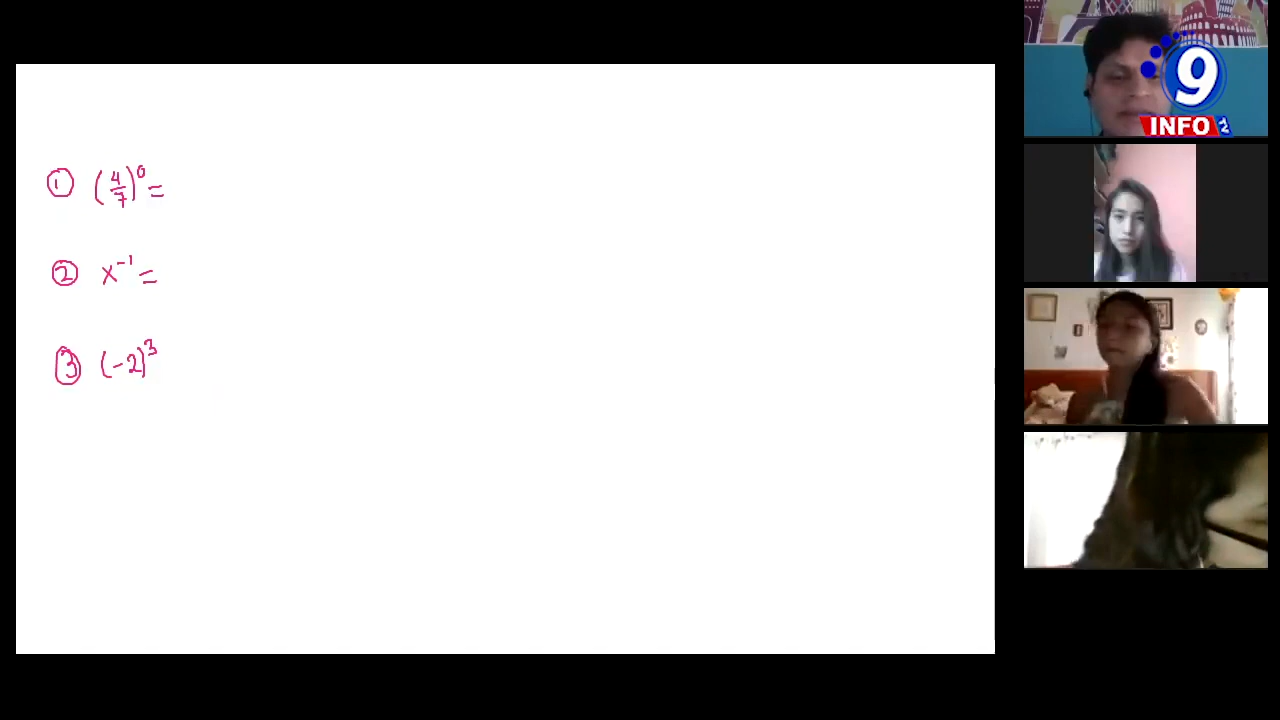 ① (4/7)⁰ =
② x⁻¹ =
③ (-2)³
9
INFO